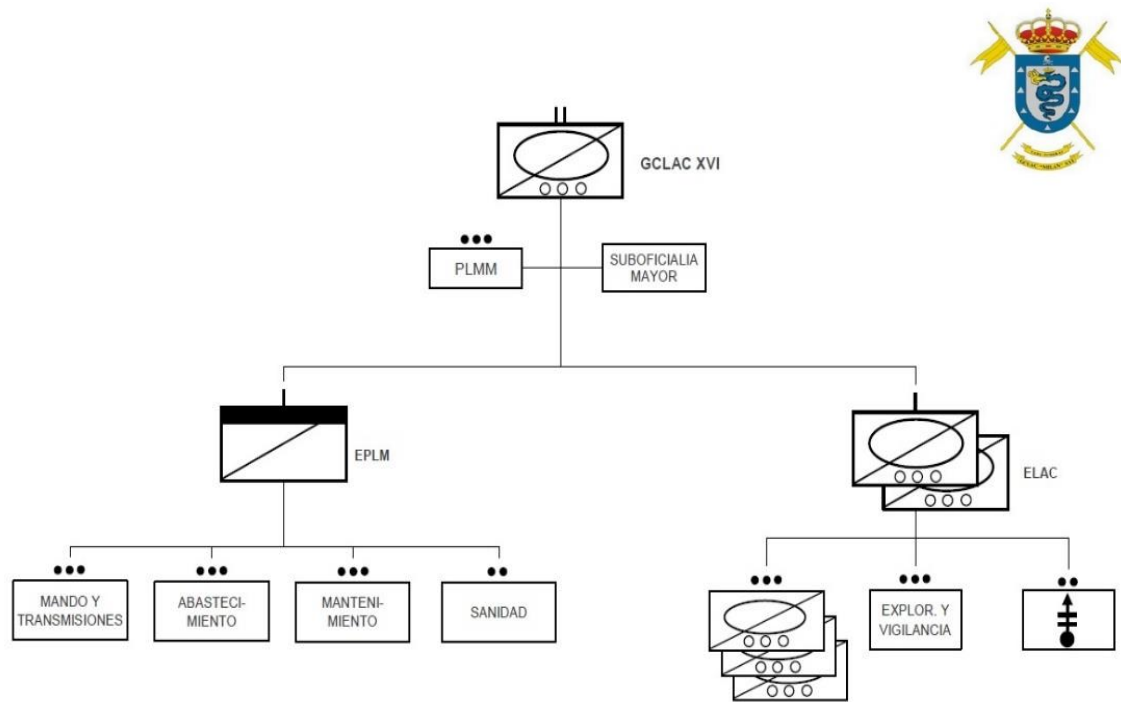 GCLAC XVI
PLMM
SUBOFICIALIA
MAYOR
EPLM
ELAC
MANDO Y
TRANSMISIONES
ABASTECI-
MIENTO
MANTENI-
MIENTO
SANIDAD
EXPLOR. Y
VIGILANCIA